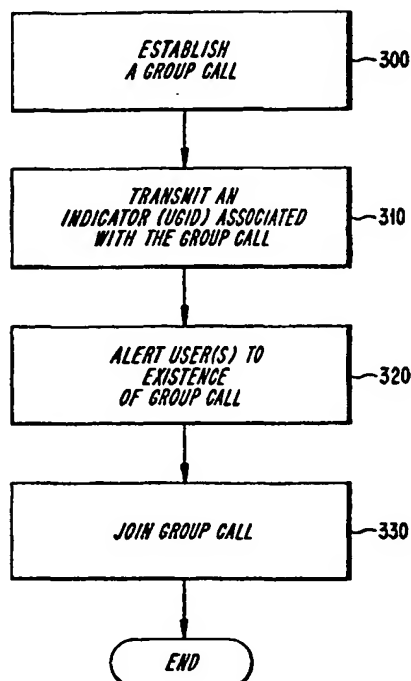 ESTABLISH
A GROUP CALL
300
TRANSMIT AN
INDICATOR (UGID) ASSOCIATED
WITH THE GROUP CALL
310
ALERT USER(S) TO
EXISTENCE
OF GROUP CALL
320
JOIN GROUP CALL
330
END